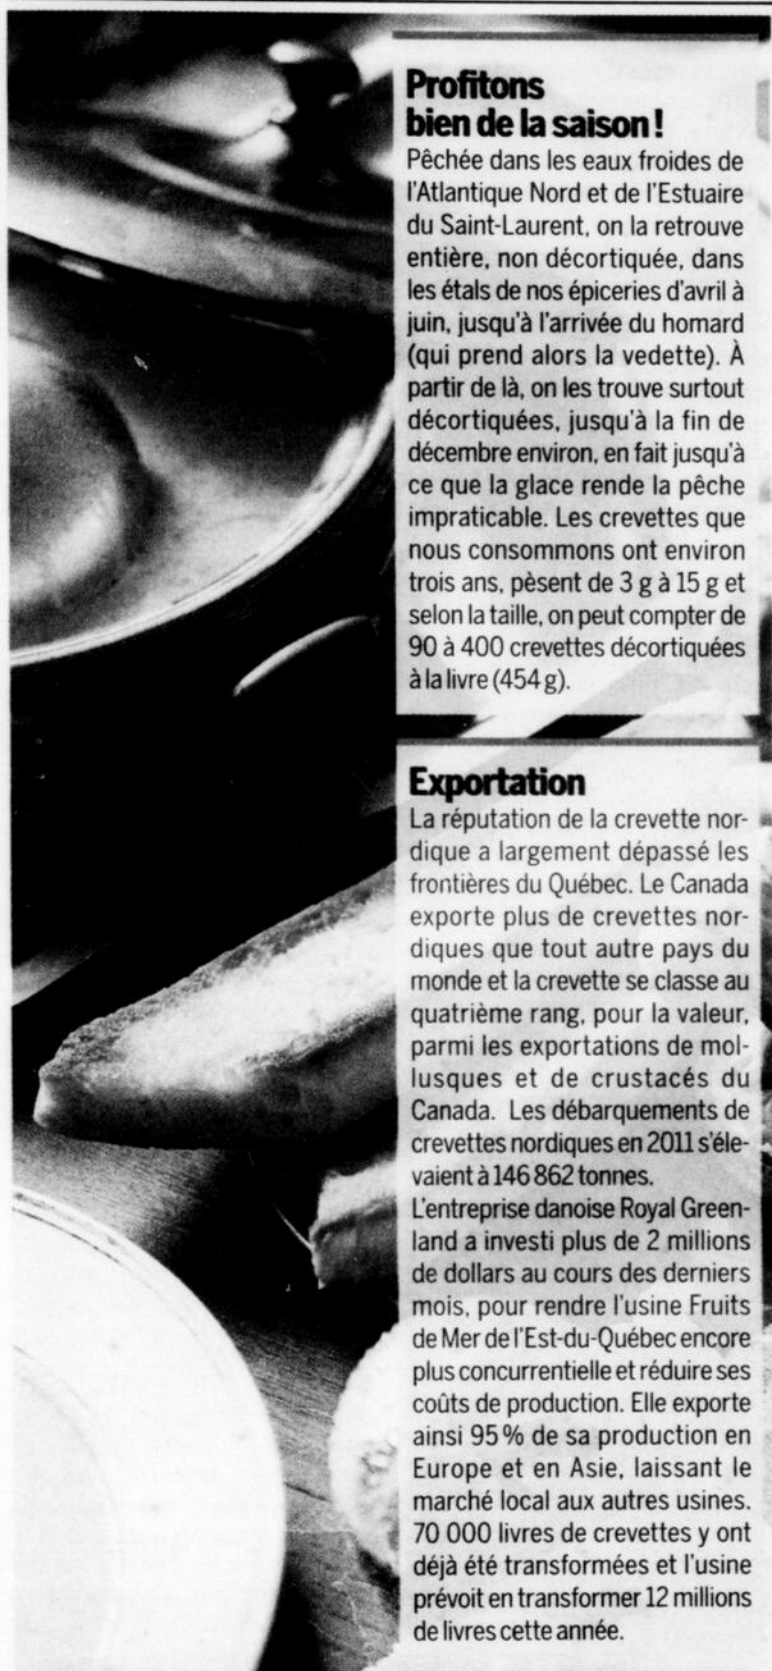 Profitons
bien de la saison !
Pêchée dans les eaux froides de
l'Atlantique Nord et de l'Estuaire
du Saint-Laurent, on la retrouve
entière, non décortiquée, dans
les étals de nos épiceries d'avril à
juin, jusqu'à l'arrivée du homard
(qui prend alors la vedette). À
partir de là, on les trouve surtout
décortiquées, jusqu'à la fin de
décembre environ, en fait jusqu'à
ce que la glace rende la pêche
impraticable. Les crevettes que
nous consommons ont environ
trois ans, pèsent de 3 g à 15 g et
selon la taille, on peut compter de
90 à 400 crevettes décortiquées
à la livre (454 g).
Exportation
La réputation de la crevette nor-
dique a largement dépassé les
frontières du Québec. Le Canada
exporte plus de crevettes nor-
diques que tout autre pays du
monde et la crevette se classe au
quatrième rang, pour la valeur,
parmi les exportations de mol-
lusques et de crustacés du
Canada. Les débarquements de
crevettes nordiques en 2011 s'éle-
vaient à 146 862 tonnes.
L'entreprise danoise Royal Green-
land a investi plus de 2 millions
de dollars au cours des derniers
mois, pour rendre l'usine Fruits
de Mer de l'Est-du-Québec encore
plus concurrentielle et réduire ses
coûts de production. Elle exporte
ainsi 95 % de sa production en
Europe et en Asie, laissant le
marché local aux autres usines.
70 000 livres de crevettes y ont
déjà été transformées et l'usine
prévoit en transformer 12 millions
de livres cette année.